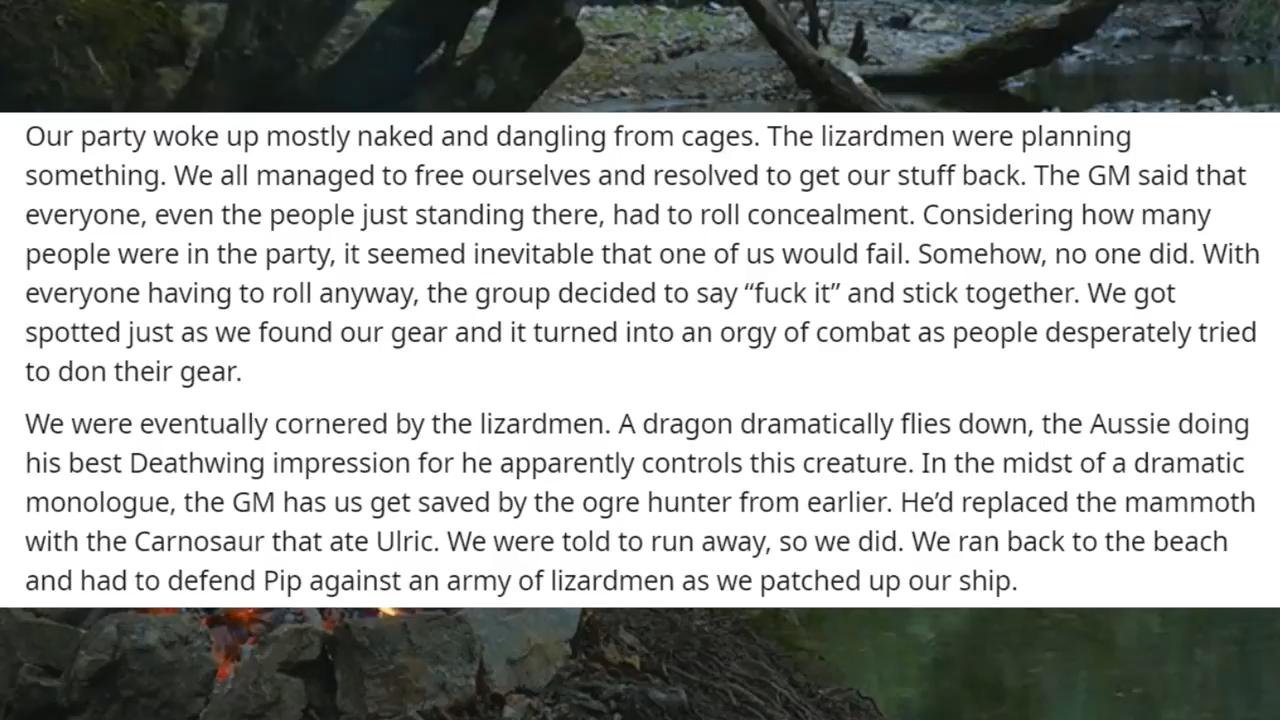 Our party woke up mostly naked and dangling from cages. The lizardmen were planning
something. We all managed to free ourselves and resolved to get our stuff back. The GM said that
everyone, even the people just standing there, had to roll concealment. Considering how many
people were in the party, it seemed inevitable that one of us would fail. Somehow, no one did. With
everyone having to roll anyway, the group decided to say “fuck it” and stick together. We got
spotted just as we found our gear and it turned into an orgy of combat as people desperately tried
to don their gear.
We were eventually cornered by the lizardmen. A dragon dramatically flies down, the Aussie doing
his best Deathwing impression for he apparently controls this creature. In the midst of a dramatic
monologue, the GM has us get saved by the ogre hunter from earlier. He’d replaced the mammoth
with the Carnosaur that ate Ulric. We were told to run away, so we did. We ran back to the beach
and had to defend Pip against an army of lizardmen as we patched up our ship.